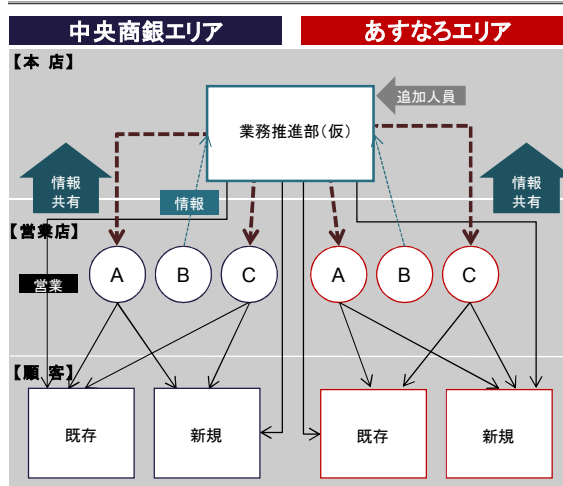 中央商銀エリア
あすなろエリア
【本 店】
追加人員
業務推進部（仮）
情報
共有
情報
共有
情報
【営業店】
A
B
C
A
B
C
営業
【顧 客】
既存
新規
既存
新規